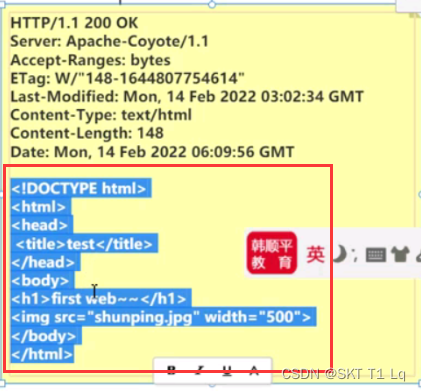 HTTP/1.1 200 OK
Server: Apache-Coyote/1.1
Accept-Ranges: bytes
ETag: W/"148-1644807754614"
Last-Modified: Mon, 14 Feb 2022 03:02:34 GMT
Content-Type: text/html
Content-Length: 148
Date: Mon, 14 Feb 2022 06:09:56 GMT
<!DOCTYPE html>
<html>
<head>
<title>test</title>
</head>
<body>
<h1>first web~~</h1>
<img src="shunping.jpg" width="500">
</body>
</html>
韩顺平
教 育
英
B I U A
CSDN @SKT T1 Lq